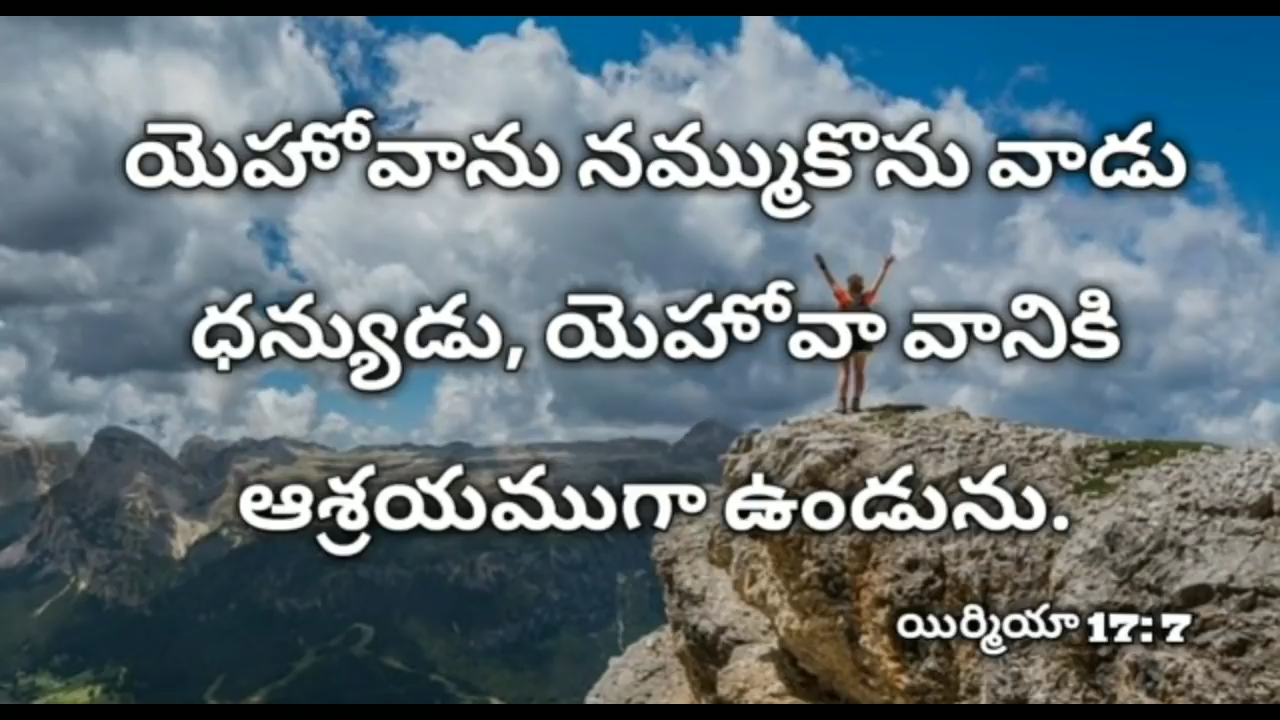 యెహోవాను నమ్ముకొను వాడు
ధన్యుడు, యెహోవా వానికి
ఆశ్రయముగా ఉండును.
యిర్మియా 17: 7